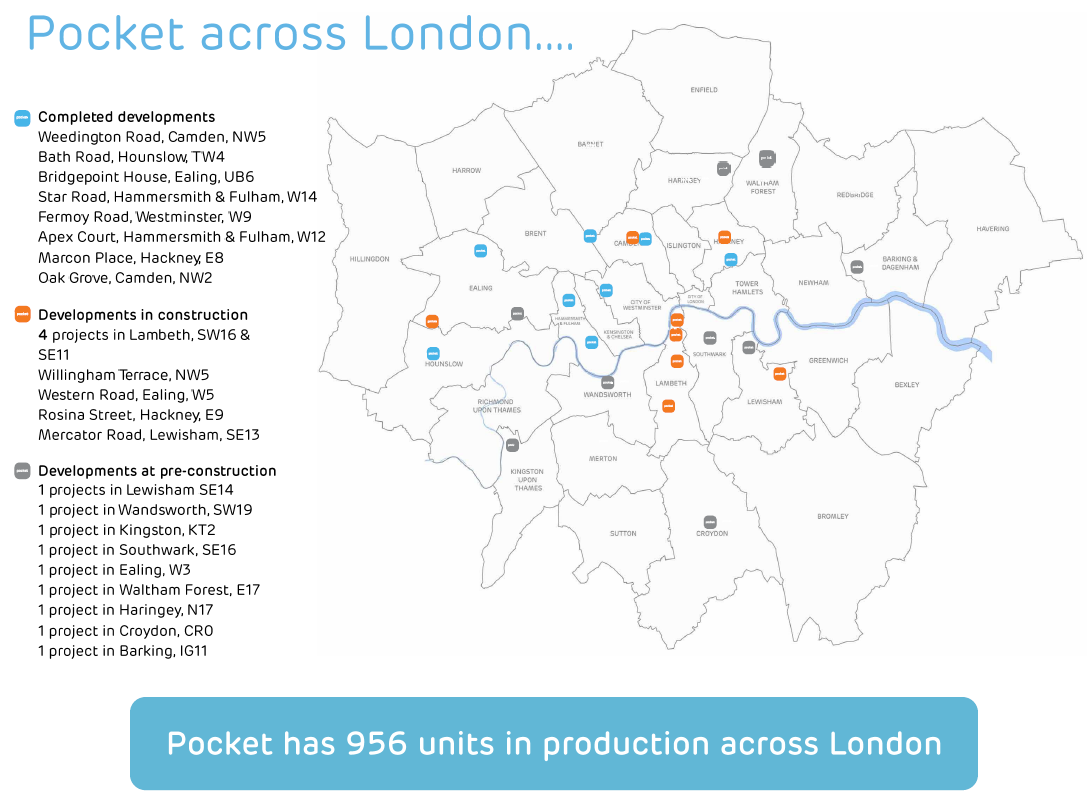 Pocket across London....
Completed developments
Weedington Road, Camden, NW5
Bath Road, Hounslow, TW4
Bridgepoint House, Ealing, UB6
Star Road, Hammersmith & Fulham, W14
Fermoy Road, Westminster, W9
Apex Court, Hammersmith & Fulham, W12
Marcon Place, Hackney, E8
Oak Grove, Camden, NW2
Developments in construction
4 projects in Lambeth, SW16 &
SE11
Willingham Terrace, NW5
Western Road, Ealing, W5
Rosina Street, Hackney, E9
Mercator Road, Lewisham, SE13
Developments at pre-construction
1 projects in Lewisham SE14
1 project in Wandsworth, SW19
1 project in Kingston, KT2
1 project in Southwark, SE16
1 project in Ealing, W3
1 project in Waltham Forest, E17
1 project in Haringey, N17
1 project in Croydon, CR0
1 project in Barking, IG11
ENFIELD
BARNET
HARROW
HARINGEY
WALTHAM
FOREST
REDBRIDGE
HAVERING
HILLINGDON
BRENT
CAMDEN
ISLINGTON
HACKNEY
BARKING &
DAGENHAM
NEWHAM
EALING
TOWER
HAMLETS
CITY OF
WESTMINSTER
CITY OF
LONDON
HAMMERSMITH
& FULHAM
KENSINGTON
& CHELSEA
HOUNSLOW
SOUTHWARK
GREENWICH
BEXLEY
LAMBETH
WANDSWORTH
LEWISHAM
RICHMOND
UPON THAMES
MERTON
KINGSTON
UPON
THAMES
SUTTON
CROYDON
BROMLEY
Pocket has 956 units in production across London